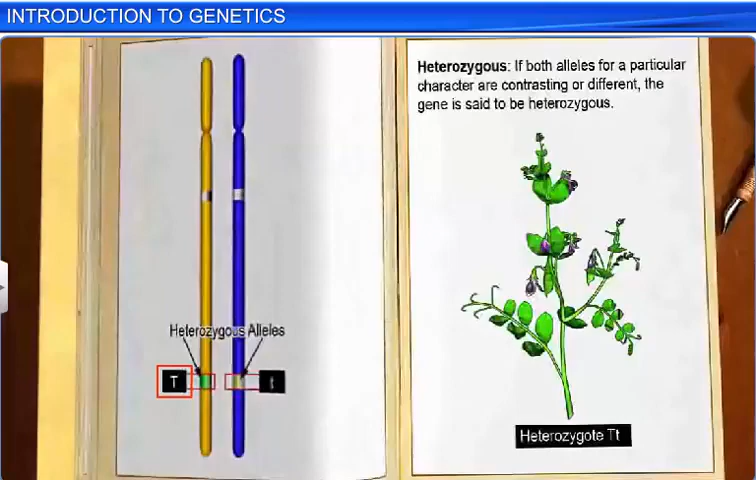 INTRODUCTION TO GENETICS
Heterozygous Alleles
T
t
Heterozygous: If both alleles for a particular
character are contrasting or different, the
gene is said to be heterozygous.
Heterozygote Tt